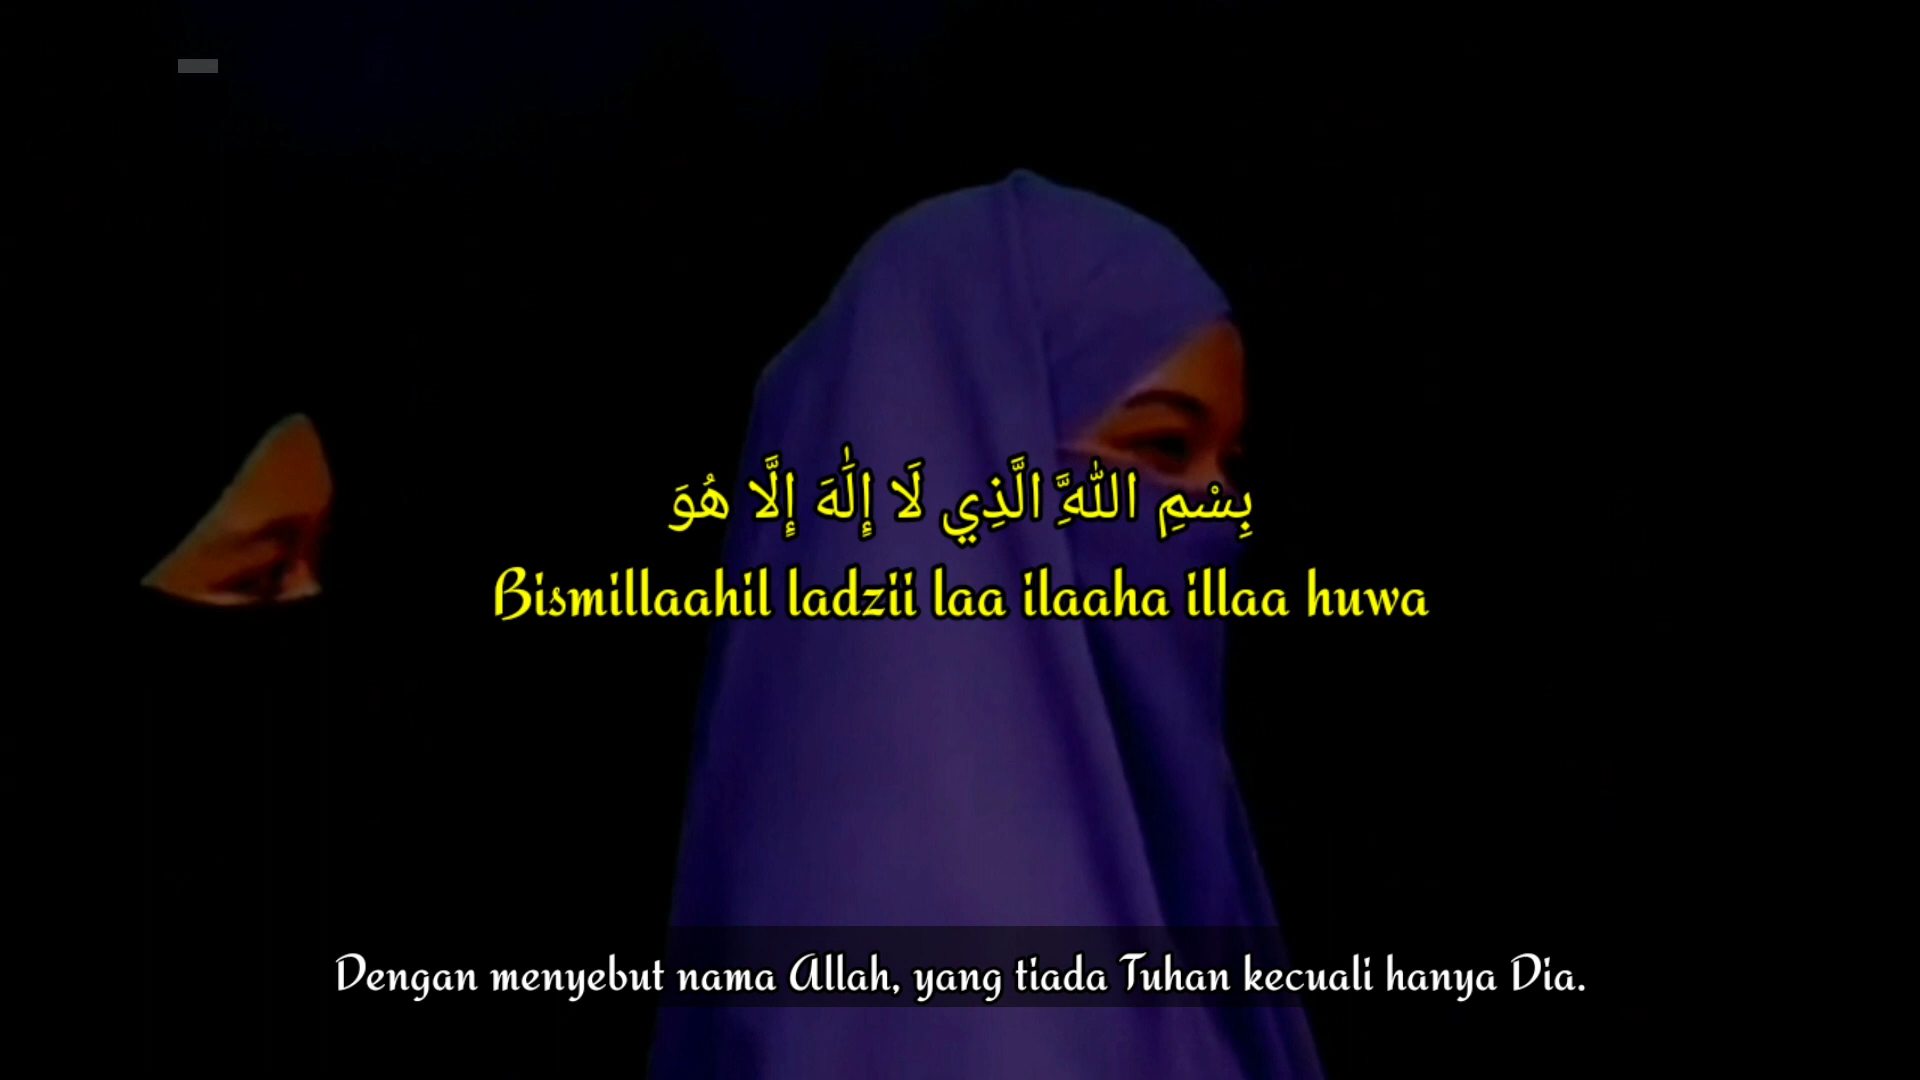 بِسْمِ اللّٰهَِّ الَّذِي لَا إِلَٰهَ إِلَّا هُوَ
Bismillaahil ladzii laa ilaaha illaa huwa
Dengan menyebut nama Allah, yang tiada Tuhan kecuali hanya Dia.